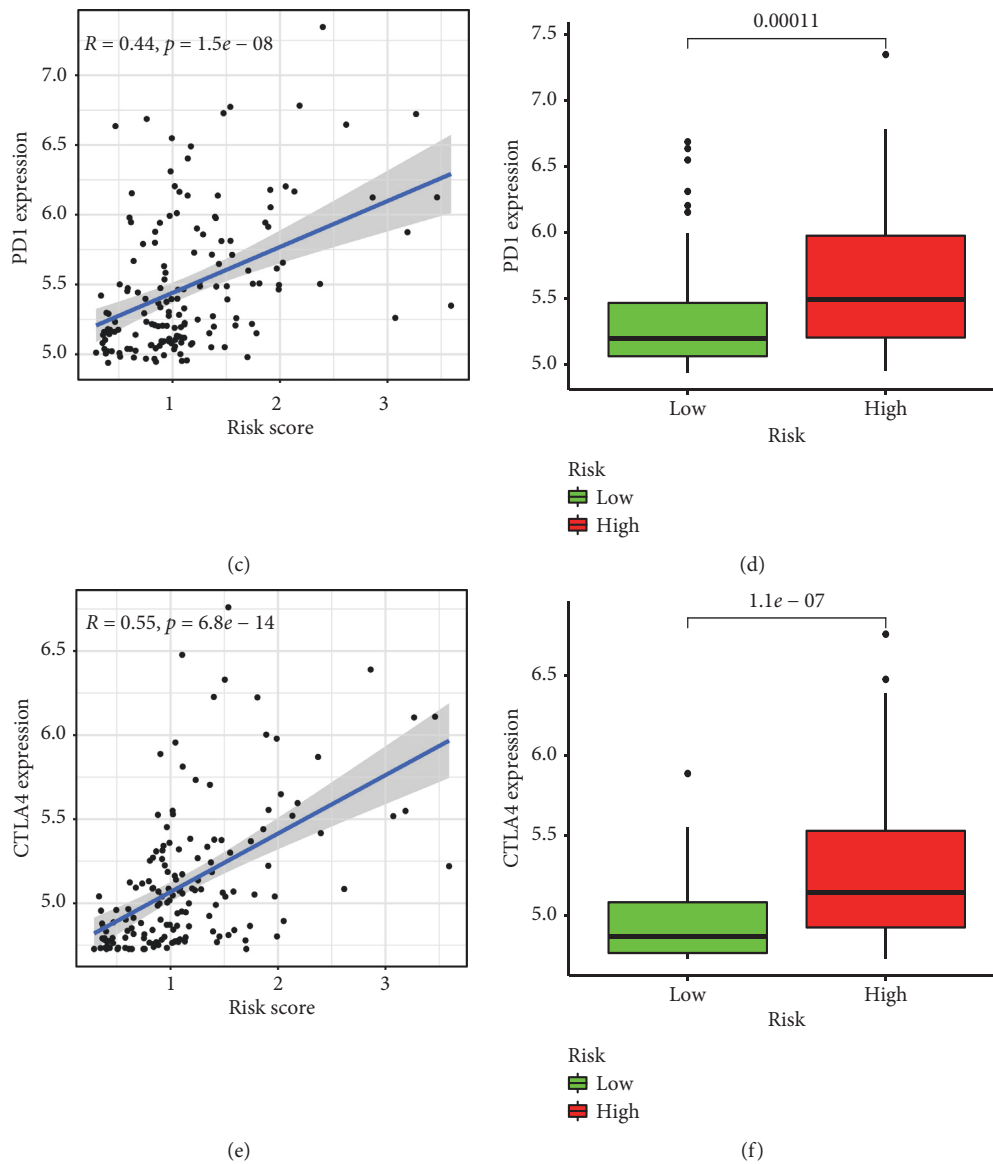 R = 0.44, p = 1.5e − 08
7.0
6.5
6.0
5.5
5.0
PD1 expression
1 2 3
Risk score
(c)
0.00011
7.5
7.0
6.5
6.0
5.5
5.0
PD1 expression
Low High
Risk
Risk
Low
High
(d)
R = 0.55, p = 6.8e − 14
6.5
6.0
5.5
5.0
CTLA4 expression
1 2 3
Risk score
(e)
1.1e − 07
6.5
6.0
5.5
5.0
CTLA4 expression
Low High
Risk
Risk
Low
High
(f)